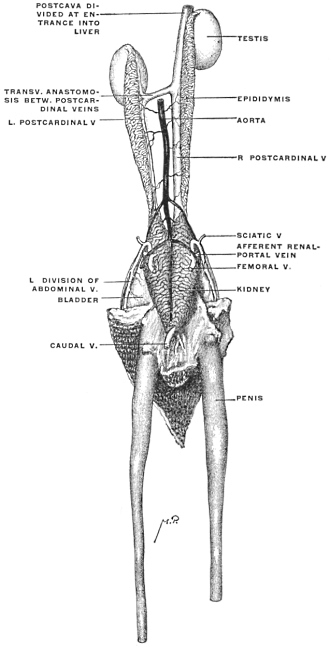 POSTCAVA DI-
VIDED AT EN-
TRANCE INTO
LIVER
TESTIS
TRANSV. ANASTOMO-
SIS BETW. POSTCAR-
DINAL VEINS
L. POSTCARDINAL V
EPIDIDYMIS
AORTA
R POSTCARDINAL V
SCIATIC V
AFFERENT RENAL-
PORTAL VEIN
FEMORAL V.
L DIVISION OF
ABDOMINAL V.
BLADDER
KIDNEY
CAUDAL V.
PENIS
M.P.